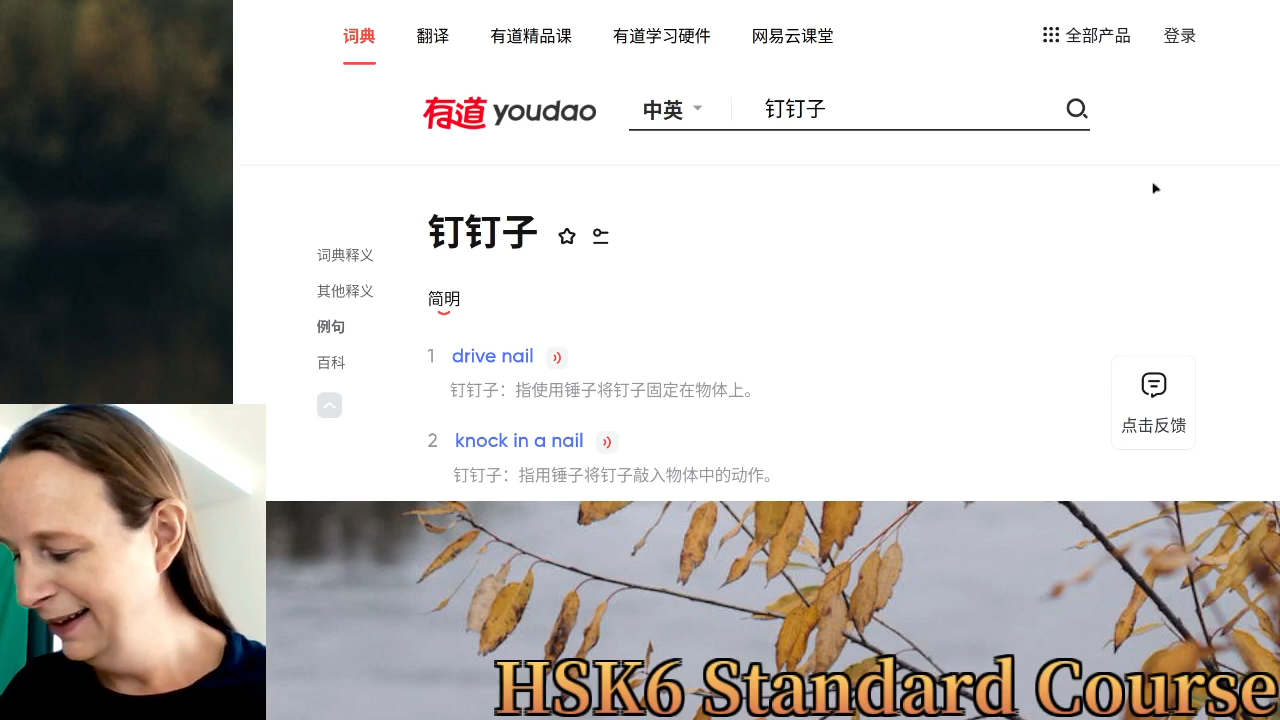 词典 翻译 有道精品课 有道学习硬件 网易云课堂 全部产品 登录
有道 youdao 中英 钉钉子
钉钉子
词典释义
其他释义
例句
百科
简明
1 drive nail
钉钉子：指使用锤子将钉子固定在物体上。
2 knock in a nail
钉钉子：指用锤子将钉子敲入物体中的动作。
点击反馈
HSK6 Standard Course